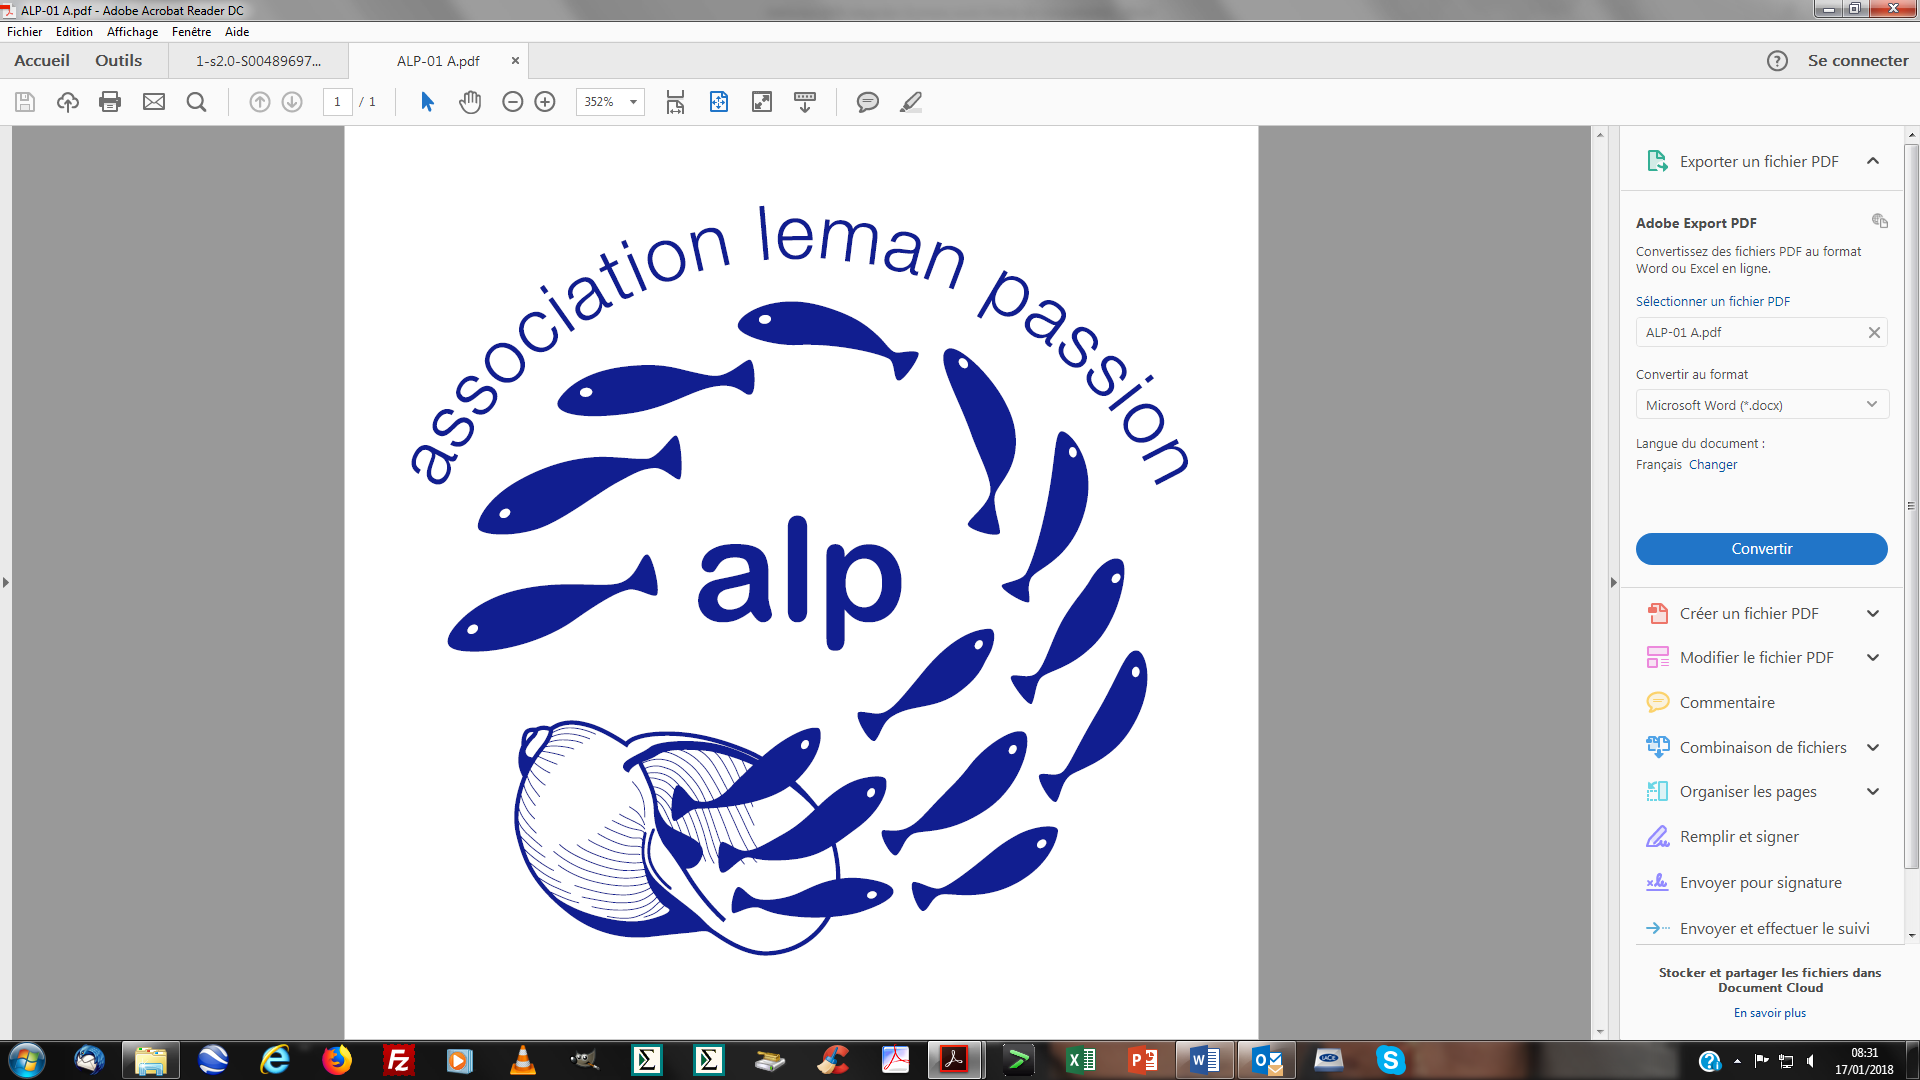 ALP-01 A.pdf - Adobe Acrobat Reader DC
Fichier Edition Affichage Fenêtre Aide
Accueil Outils 1-s2.0-S00489697... ALP-01 A.pdf × ? Se connecter
1 / 1 352%
association leman passion
alp
Exporter un fichier PDF
Adobe Export PDF
Convertissez des fichiers PDF au format
Word ou Excel en ligne.
Sélectionner un fichier PDF
ALP-01 A.pdf
Convertir au format
Microsoft Word (*.docx)
Langue du document :
Français Changer
Convertir
Créer un fichier PDF
Modifier le fichier PDF
Commentaire
Combinaison de fichiers
Organiser les pages
Remplir et signer
Envoyer pour signature
Envoyer et effectuer le suivi
Stocker et partager les fichiers dans
Document Cloud
En savoir plus
08:31
17/01/2018